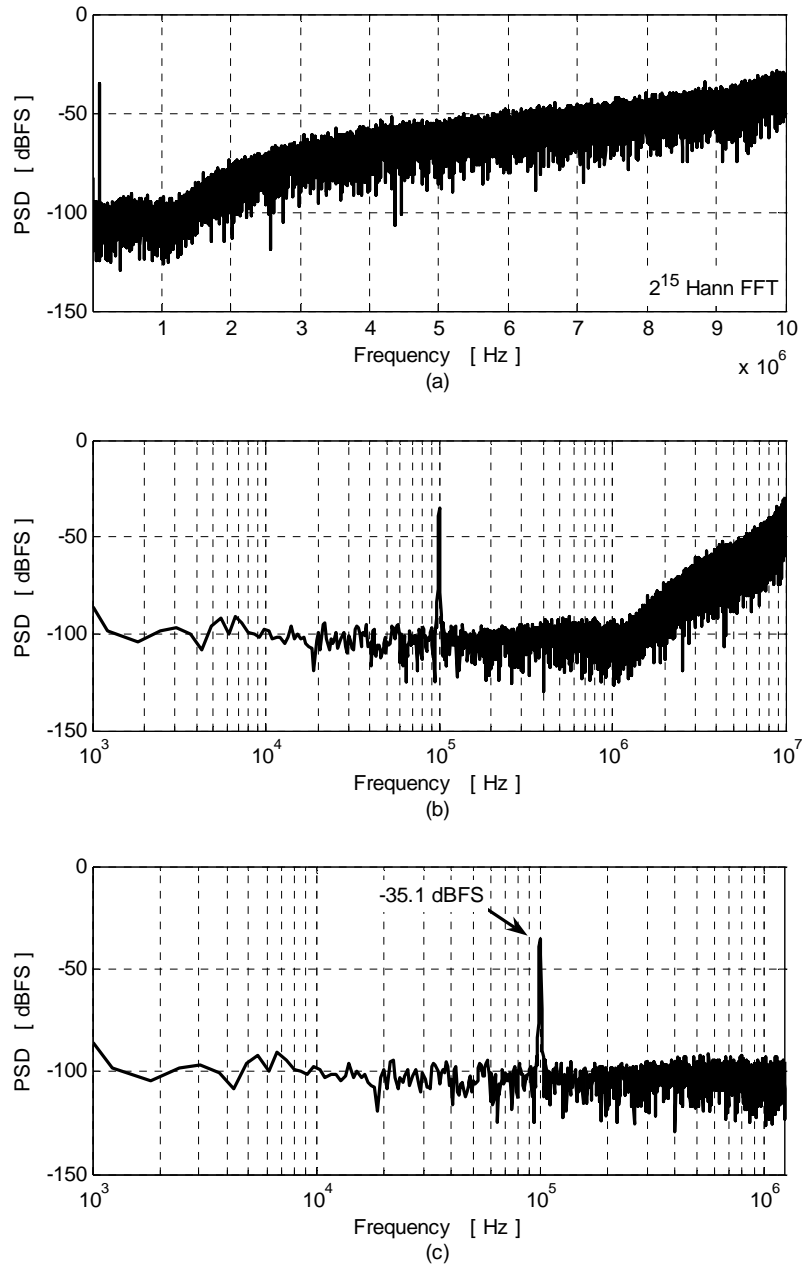 0
-50
-100
-150
PSD [ dBFS ]
2^15 Hann FFT
1 2 3 4 5 6 7 8 9 10
Frequency [ Hz ]
x 10^6
(a)
0
-50
-100
-150
PSD [ dBFS ]
10^3 10^4 10^5 10^6 10^7
Frequency [ Hz ]
(b)
0
-50
-100
-150
PSD [ dBFS ]
-35.1 dBFS
10^3 10^4 10^5 10^6
Frequency [ Hz ]
(c)